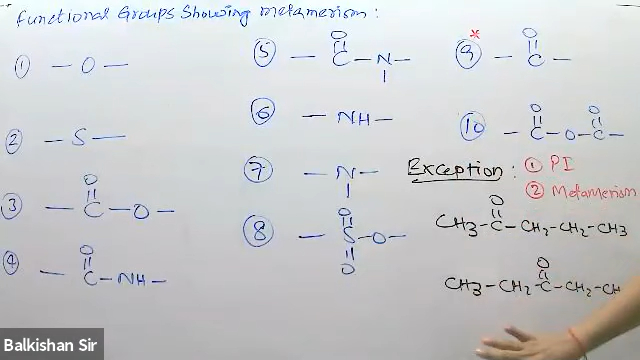 Functional Groups Showing metamerism :
① — O —
② — S —
③ — C(=O) — O —
④ — C(=O) — NH —
⑤ — C(=O) — N(–) —
⑥ — NH —
⑦ — N(–) —
⑧ — S(=O)(=O) — O —
*⑨ — C(=O) —
⑩ — C(=O) — O — C(=O) —
Exception : ① PI
② Metamerism
CH3 — C(=O) — CH2 — CH2 — CH3
CH3 — CH2 — C(=O) — CH2 — CH
Balkishan Sir